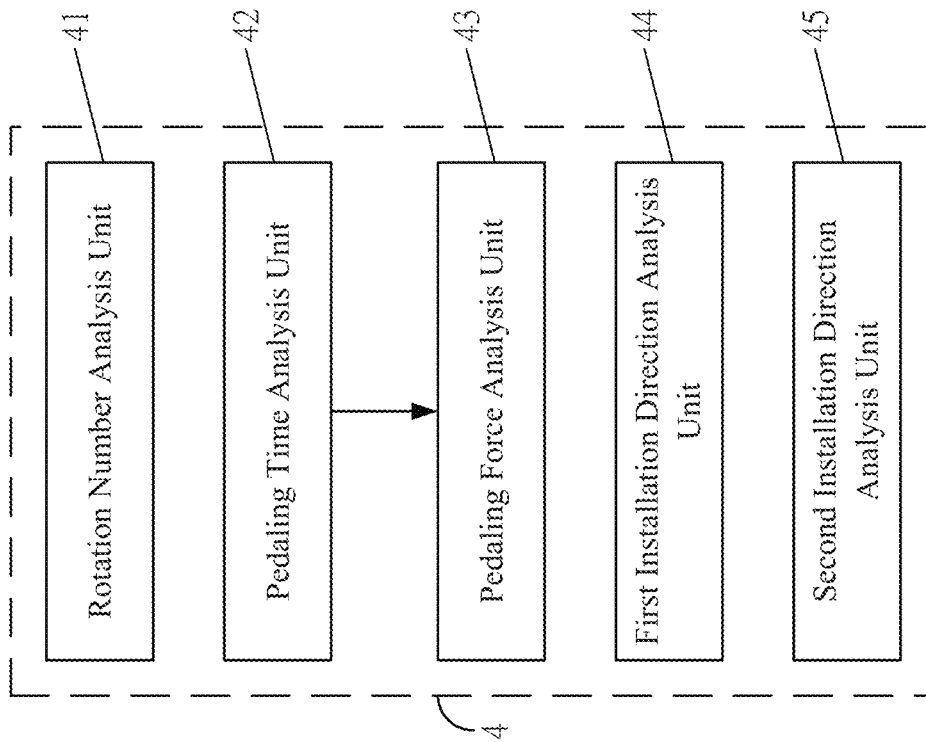 41
Rotation Number Analysis Unit
42
Pedaling Time Analysis Unit
43
Pedaling Force Analysis Unit
44
First Installation Direction Analysis
Unit
45
Second Installation Direction
Analysis Unit
4